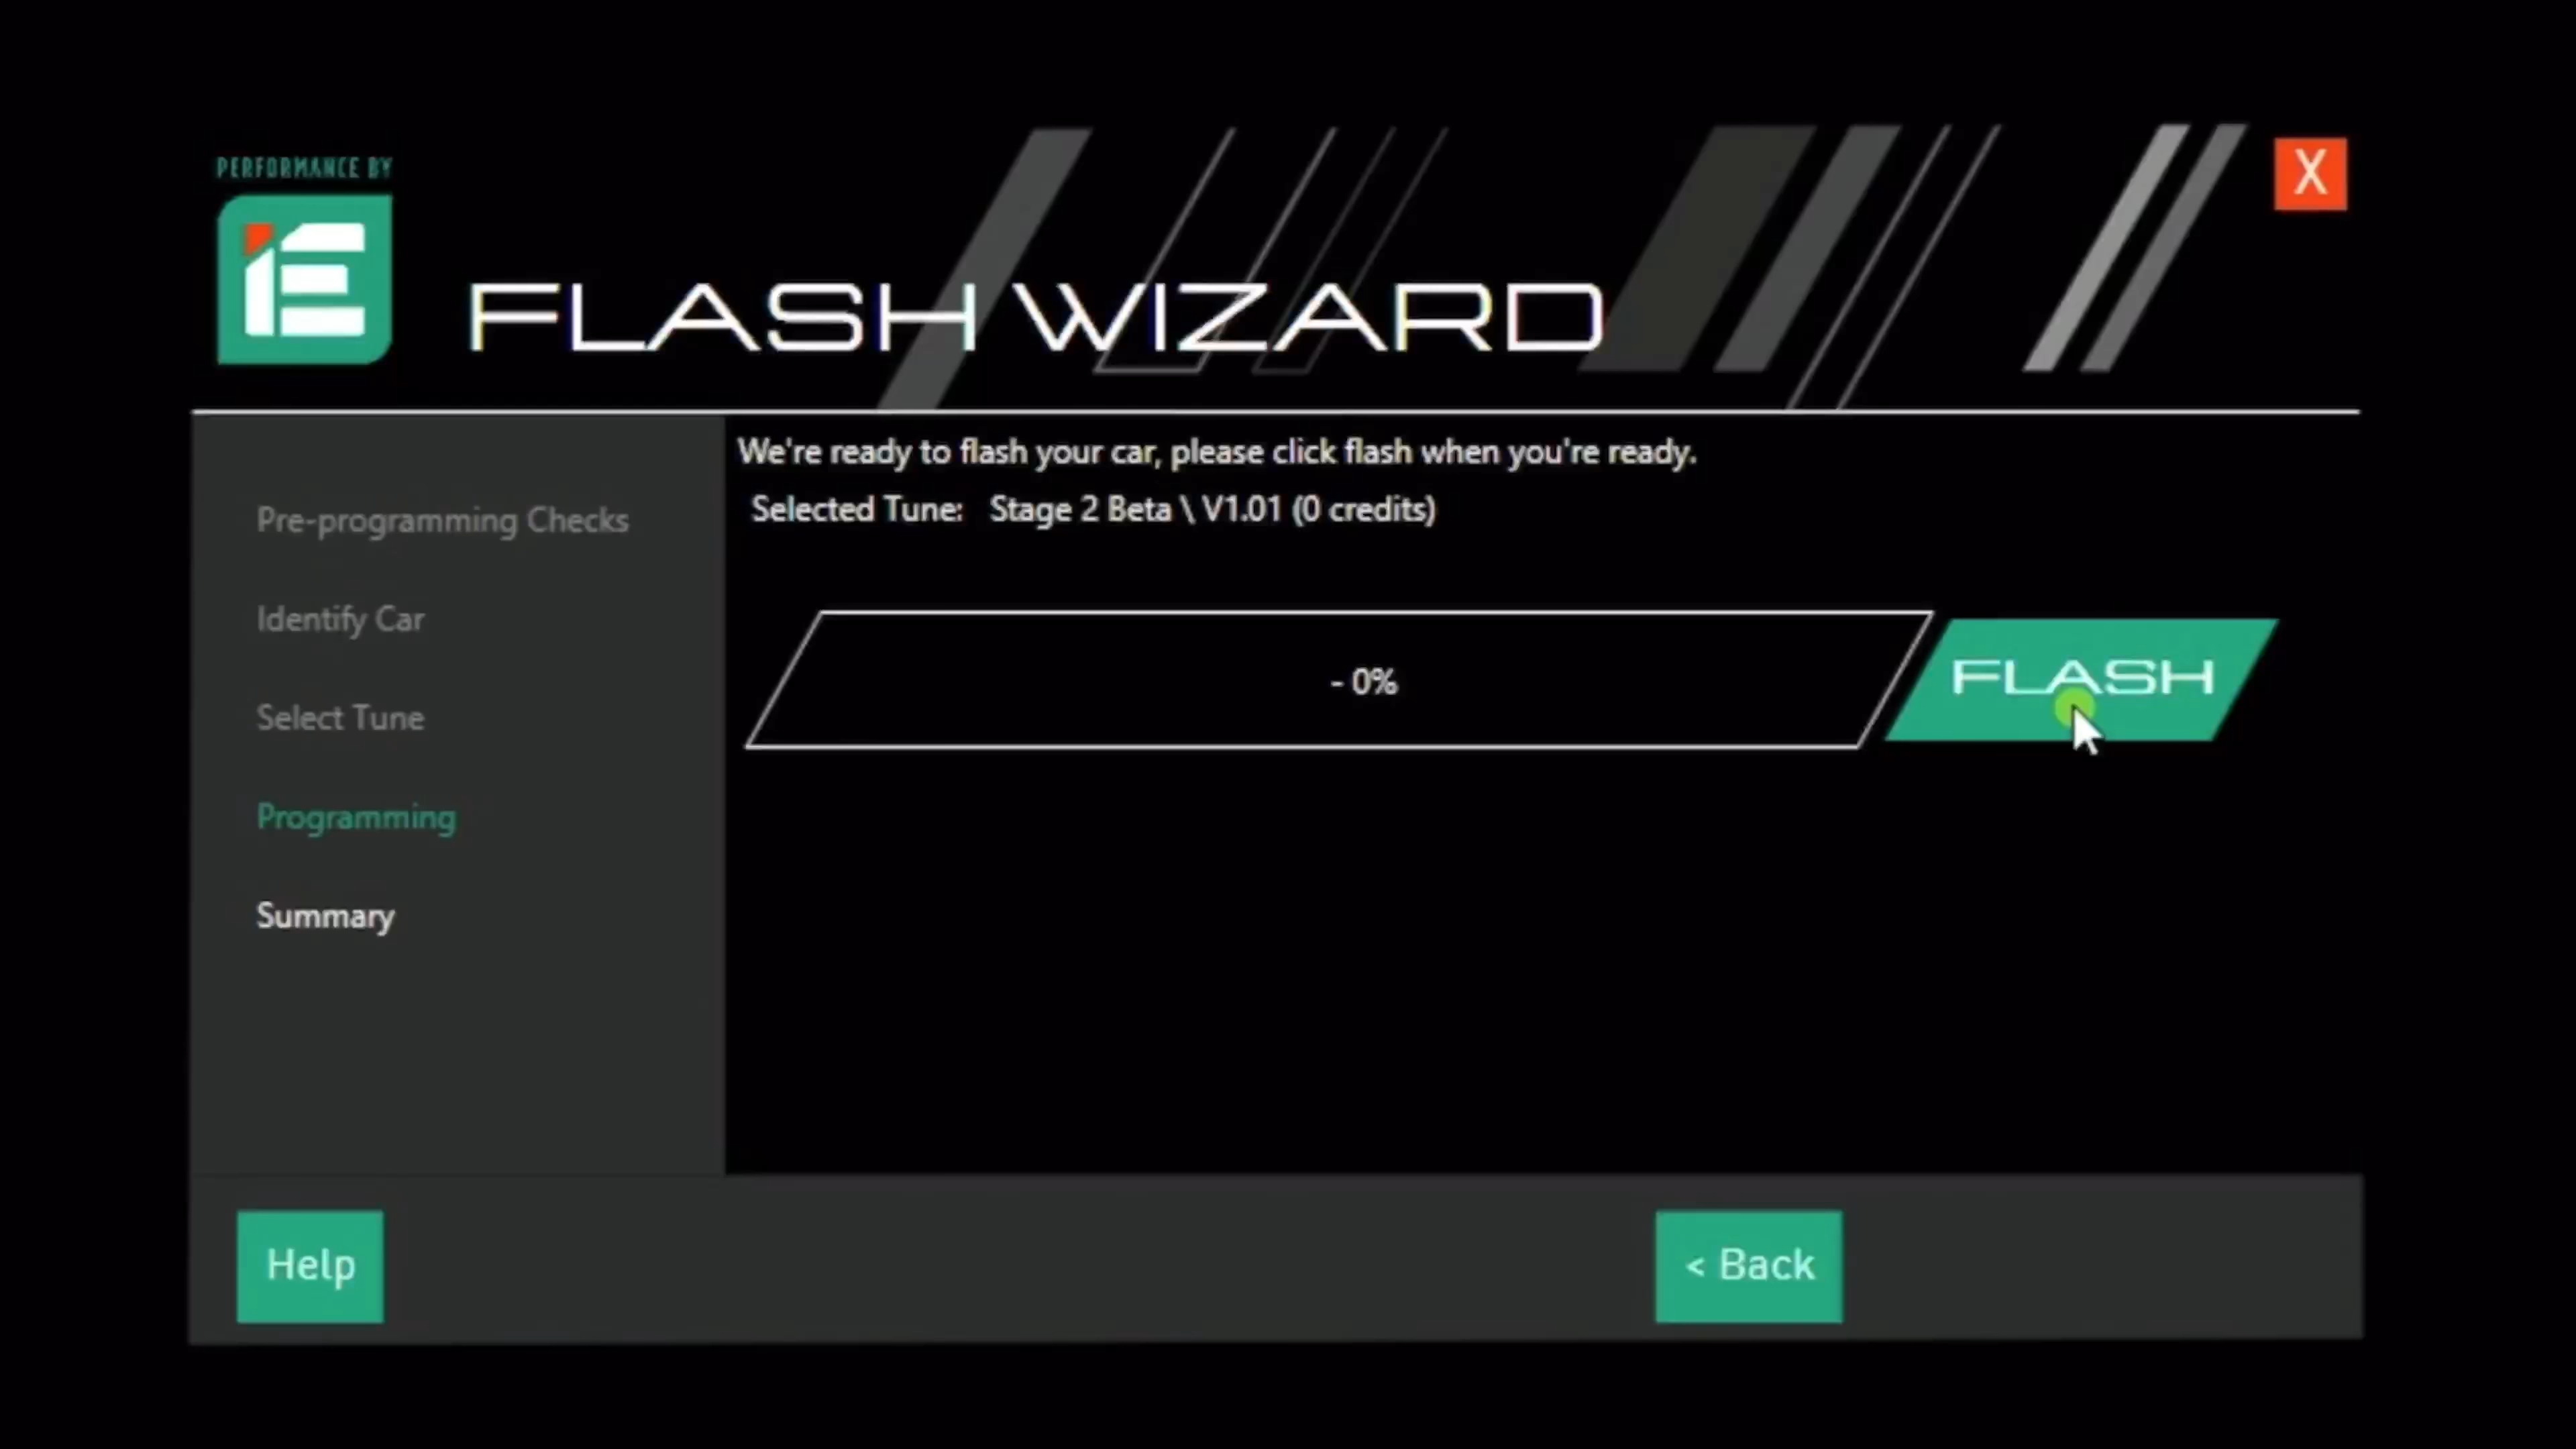 PERFORMANCE BY
iE
FLASH WIZARD
X
We're ready to flash your car, please click flash when you're ready.
Selected Tune: Stage 2 Beta \ V1.01 (0 credits)
Pre-programming Checks
Identify Car
Select Tune
Programming
Summary
- 0%
FLASH
Help
< Back